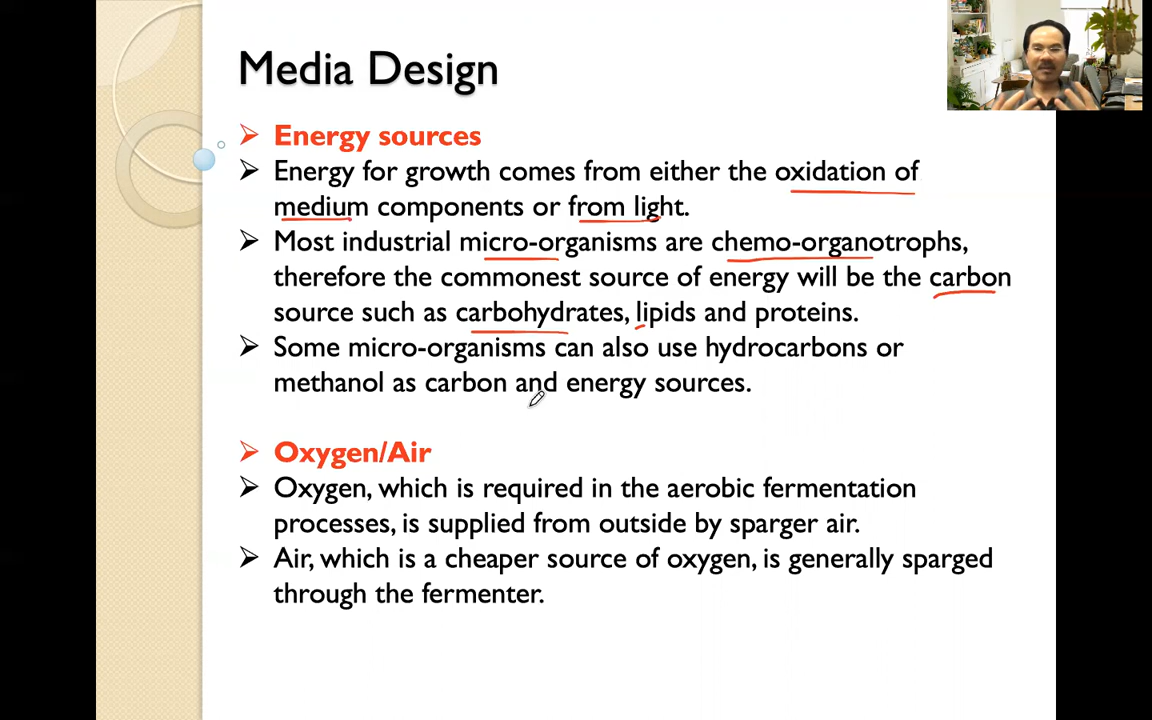 Media Design
Energy sources
Energy for growth comes from either the oxidation of
medium components or from light.
Most industrial micro-organisms are chemo-organotrophs,
therefore the commonest source of energy will be the carbon
source such as carbohydrates, lipids and proteins.
Some micro-organisms can also use hydrocarbons or
methanol as carbon and energy sources.
Oxygen/Air
Oxygen, which is required in the aerobic fermentation
processes, is supplied from outside by sparger air.
Air, which is a cheaper source of oxygen, is generally sparged
through the fermenter.